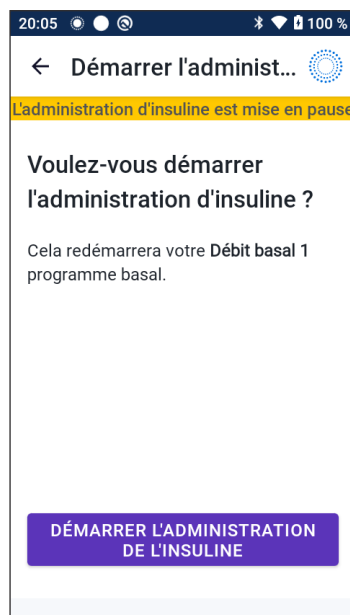 20:05 100 %
Démarrer l'administ...
L'administration d'insuline est mise en pause
Voulez-vous démarrer
l'administration d'insuline ?
Cela redémarrera votre Débit basal 1
programme basal.
DÉMARRER L'ADMINISTRATION
DE L'INSULINE